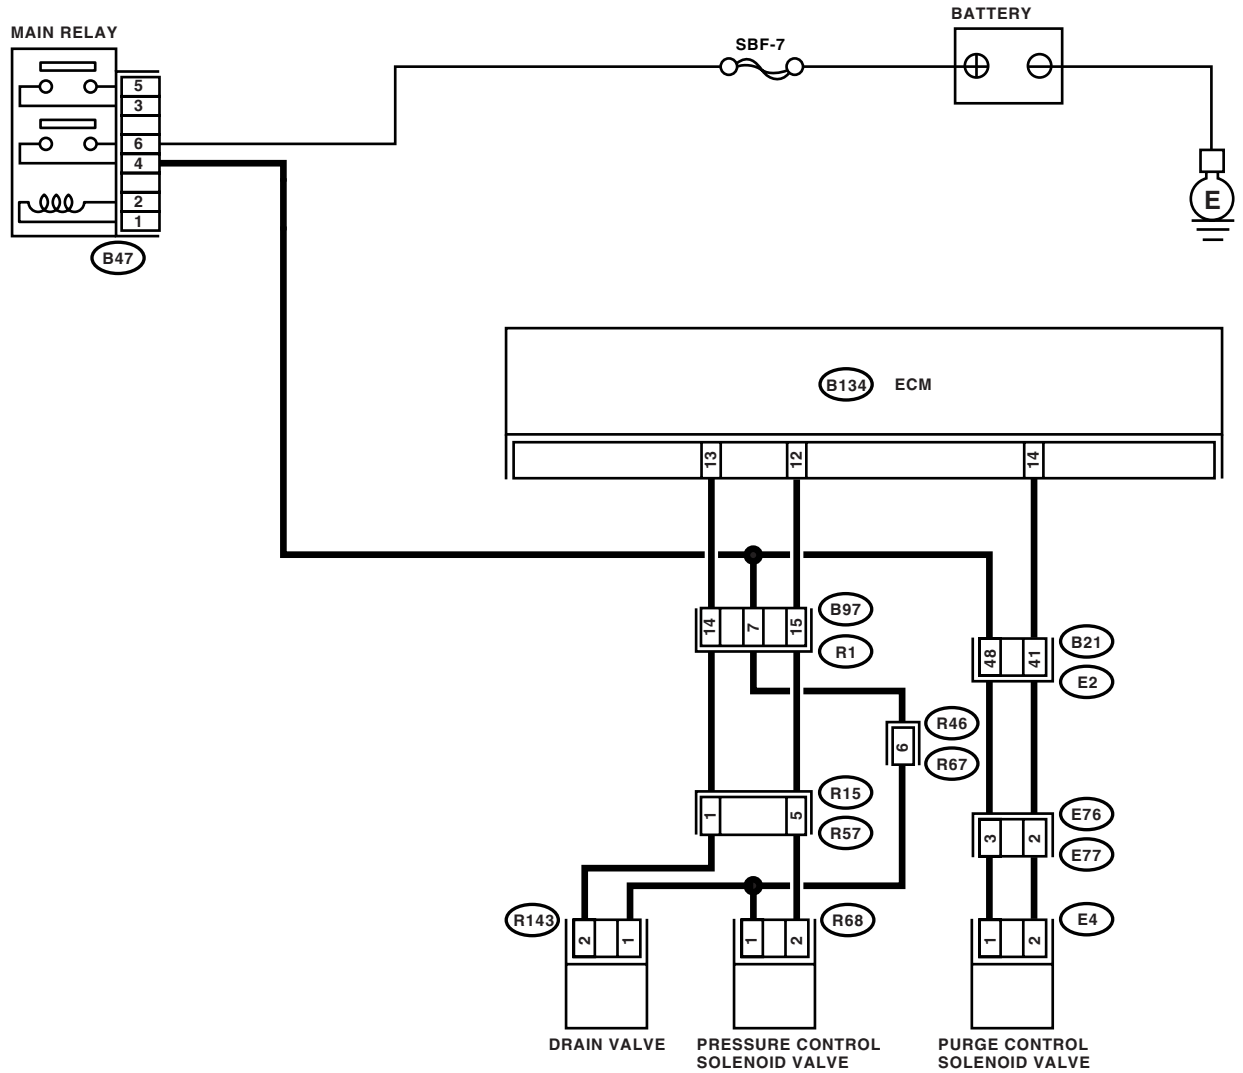 BATTERY
MAIN RELAY
SBF-7
5
3
6
4
2
1
B47
E
B134 ECM
13 12 14
14 7 15
B97
R1
48 41
B21
E2
6
R46
R67
1 5
R15
R57
3 2
E76
E77
R143
2 1
1 2
R68
1 2
E4
DRAIN VALVE
PRESSURE CONTROL
SOLENOID VALVE
PURGE CONTROL
SOLENOID VALVE